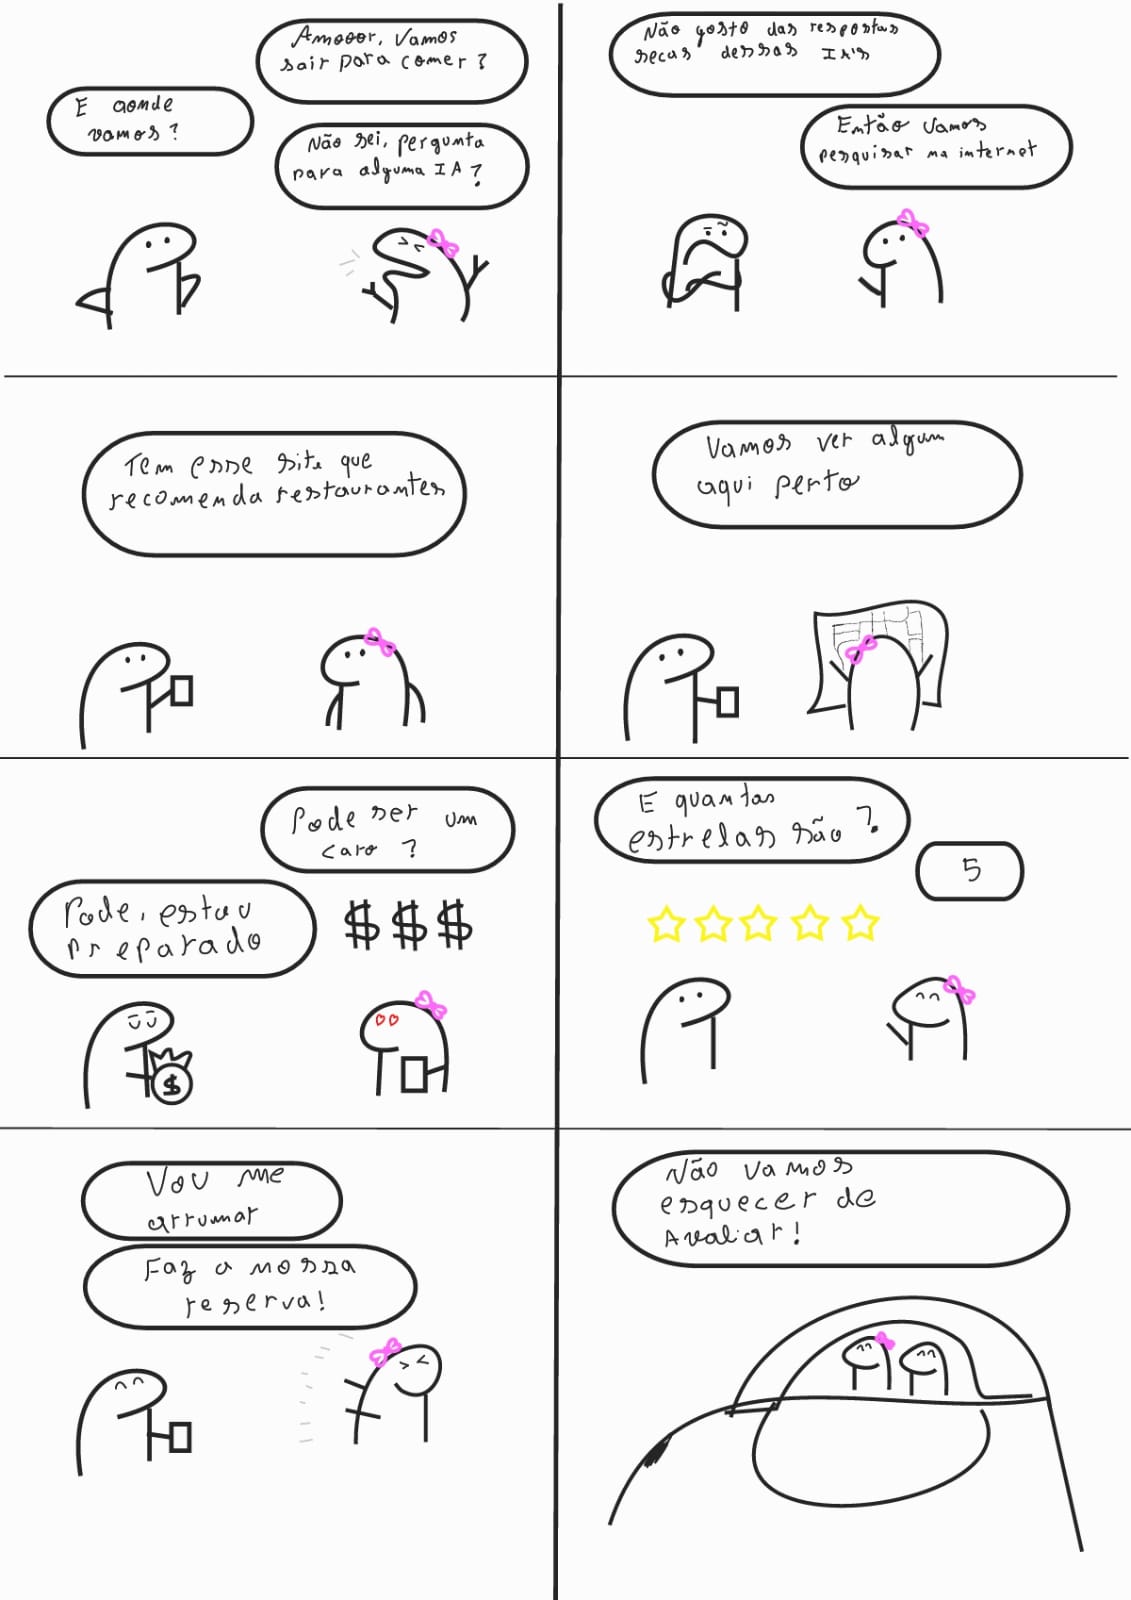 Amooor, Vamos
sair para comer?
E aonde
vamos?
Não sei, pergunta
para alguma IA?
Não gosto das respostas
secas dessas IA's
Então vamos
pesquisar na internet
Tem esse site que
recomenda restaurantes
Vamos ver algum
aqui perto
Pode ser um
caro?
Pode, estou
preparado
$ $ $
$
E quantas
estrelas são?
5
Vou me
arrumar
Faz a nossa
reserva!
Não vamos
esquecer de
Avaliar!